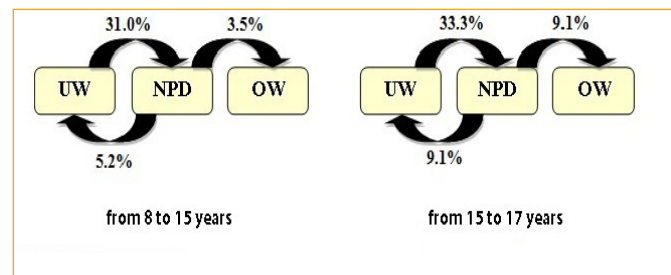 31.0% 3.5%
UW NPD OW
5.2%
from 8 to 15 years
33.3% 9.1%
UW NPD OW
9.1%
from 15 to 17 years